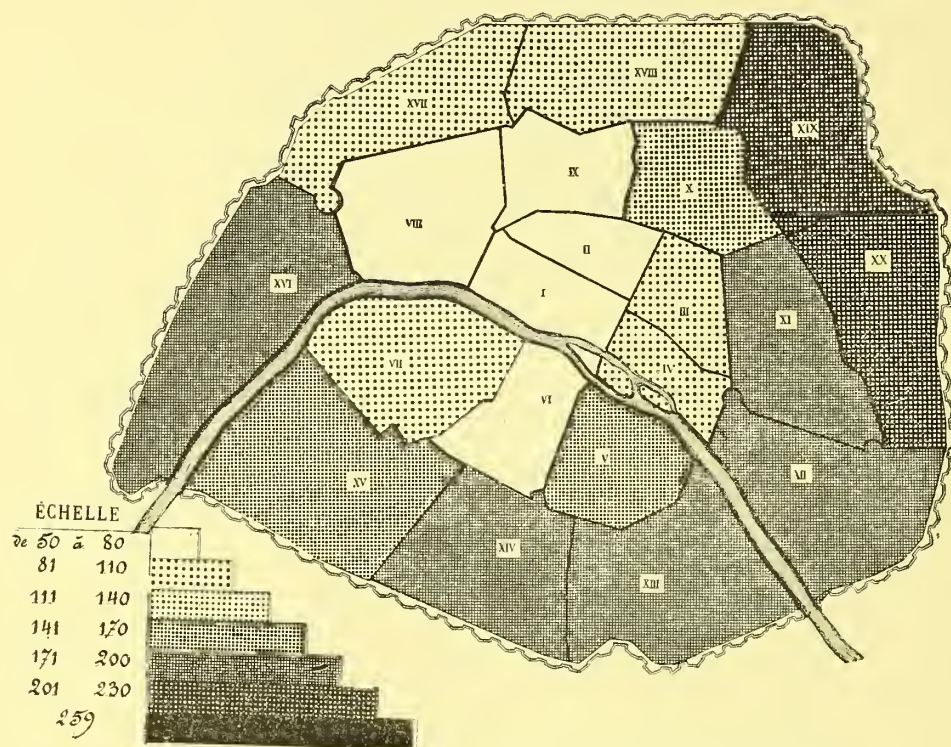 XVII
XVIII
XIX
IX
X
VIII
II
XX
XVI
I
III
XI
VII
IV
VI
V
XII
XV
XIV
XIII
ÉCHELLE
de 50 à 80
81 110
111 140
141 170
171 200
201 230
259